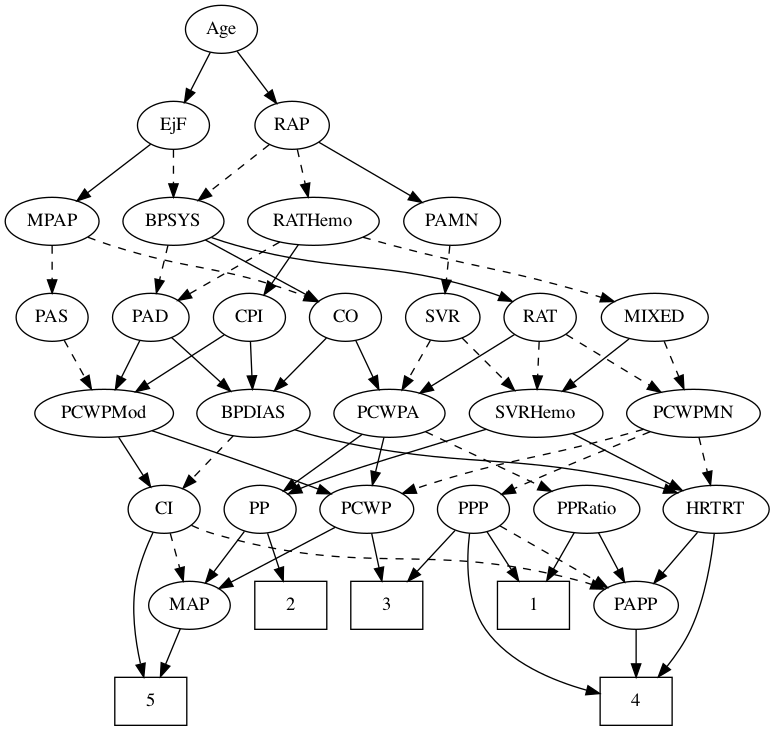 Age
EjF
RAP
MPAP
BPSYS
RATHemo
PAMN
PAS
PAD
CPI
CO
SVR
RAT
MIXED
PCWPMod
BPDIAS
PCWPA
SVRHemo
PCWPMN
CI
PP
PCWP
PPP
PPRatio
HRTRT
MAP
2
3
1
PAPP
5
4